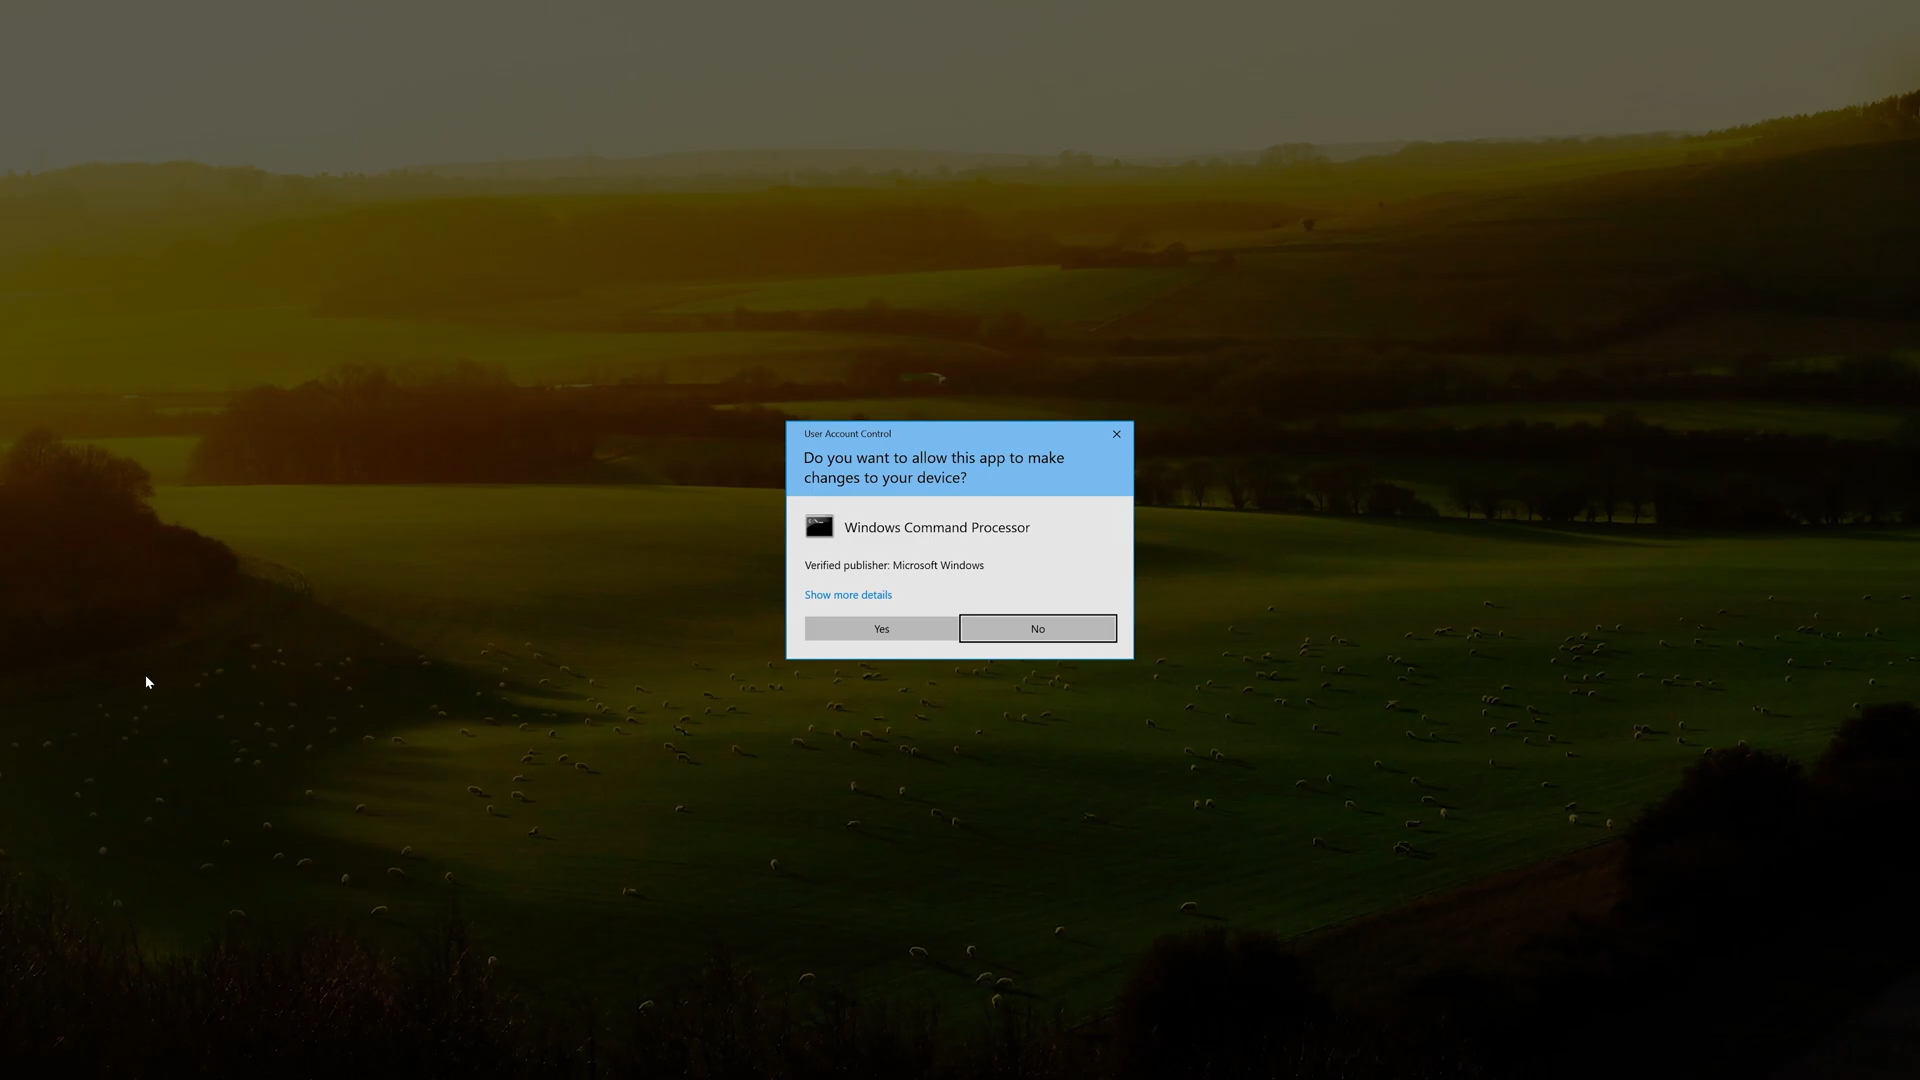 User Account Control
Do you want to allow this app to make
changes to your device?
Windows Command Processor
Verified publisher: Microsoft Windows
Show more details
Yes
No